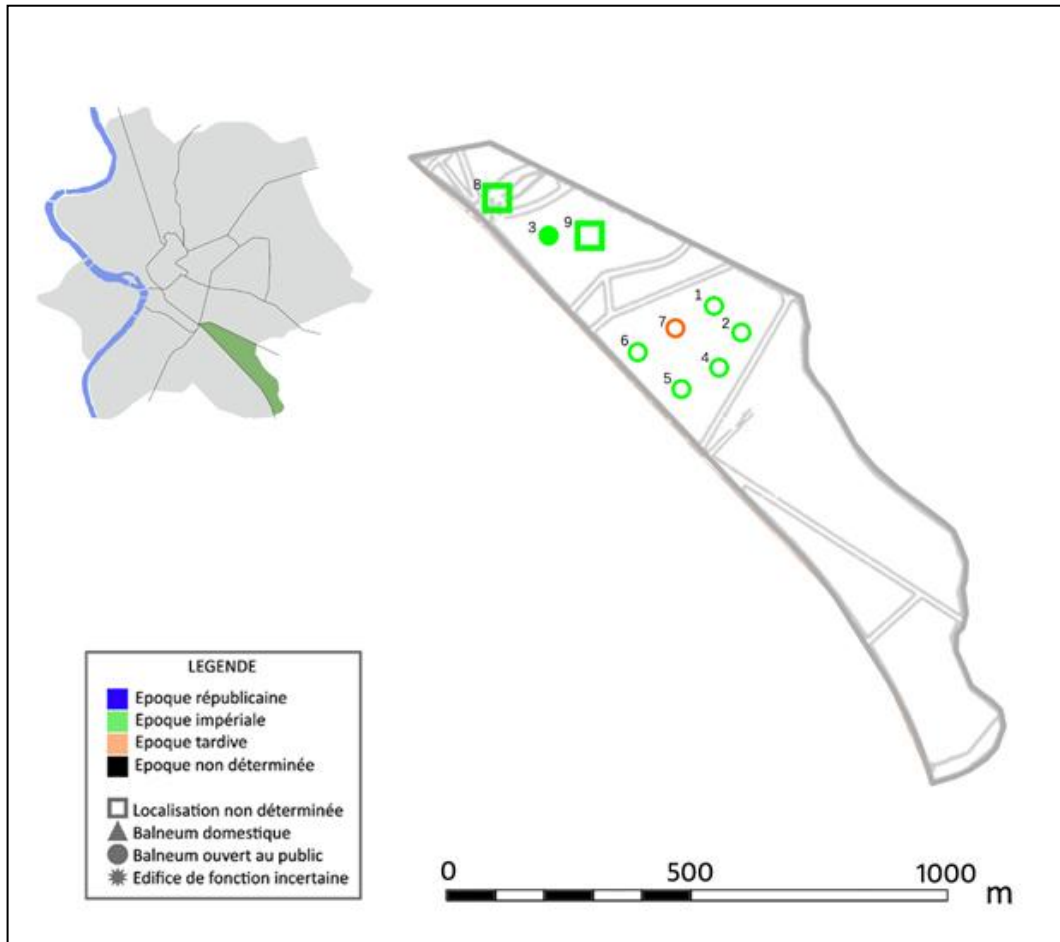 8
3
9
1
2
7
6
4
5
LEGENDE
Epoque républicaine
Epoque impériale
Epoque tardive
Epoque non déterminée
Localisation non déterminée
Balneum domestique
Balneum ouvert au public
Edifice de fonction incertaine
0 500 1000
m